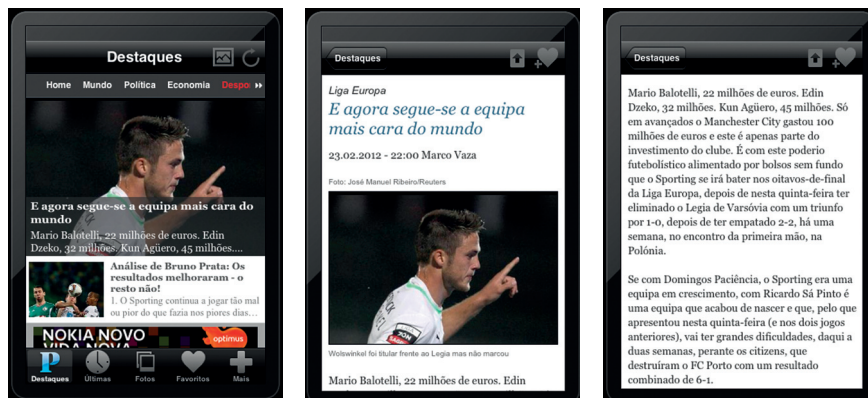 Destaques
Home Mundo Política Economia Despo
E agora segue-se a equipa mais cara do
mundo
Mario Balotelli, 22 milhões de euros. Edin
Dzeko, 32 milhões. Kun Agüero, 45 milhões....
Análise de Bruno Prata: Os
resultados melhoraram - o
resto não!
1. O Sporting continua a jogar tão mal
ou pior do que fazia nos piores dias...
NOKIA NOVO
VIDA NOVA
optimus
Destaques Últimas Fotos Favoritos Mais
Destaques
Liga Europa
E agora segue-se a equipa
mais cara do mundo
23.02.2012 - 22:00 Marco Vaza
Foto: José Manuel Ribeiro/Reuters
Wolswinkel foi titular frente ao Legia mas não marcou
Mario Balotelli, 22 milhões de euros. Edin
Destaques
Mario Balotelli, 22 milhões de euros. Edin
Dzeko, 32 milhões. Kun Agüero, 45 milhões. Só
em avançados o Manchester City gastou 100
milhões de euros e este é apenas parte do
investimento do clube. É com este poderio
futebolístico alimentado por bolsos sem fundo
que o Sporting se irá bater nos oitavos-de-final
da Liga Europa, depois de nesta quinta-feira ter
eliminado o Legia de Varsóvia com um triunfo
por 1-0, depois de ter empatado 2-2, há uma
semana, no encontro da primeira mão, na
Polónia.
Se com Domingos Paciência, o Sporting era uma
equipa em crescimento, com Ricardo Sá Pinto é
uma equipa que acabou de nascer e que, pelo que
apresentou nesta quinta-feira (e nos dois jogos
anteriores), vai ter grandes dificuldades, daqui a
duas semanas, perante os citizens, que
destruíram o FC Porto com um resultado
combinado de 6-1.